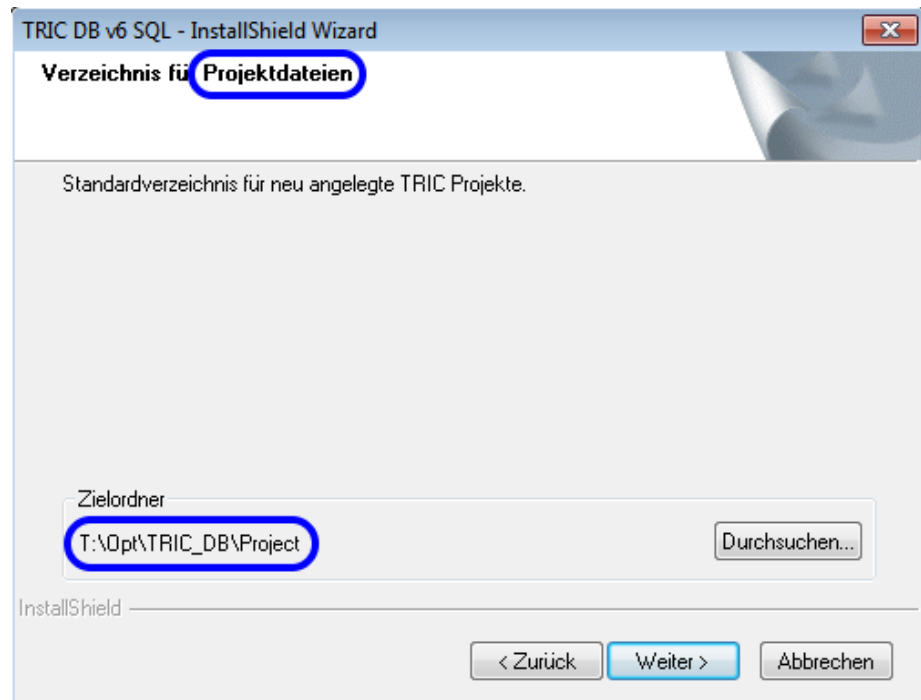 TRIC DB v6 SQL - InstallShield Wizard
Verzeichnis fü Projektdateien
Standardverzeichnis für neu angelegte TRIC Projekte.
Zielordner
T:\Opt\TRIC_DB\Project
Durchsuchen...
InstallShield
< Zurück
Weiter >
Abbrechen